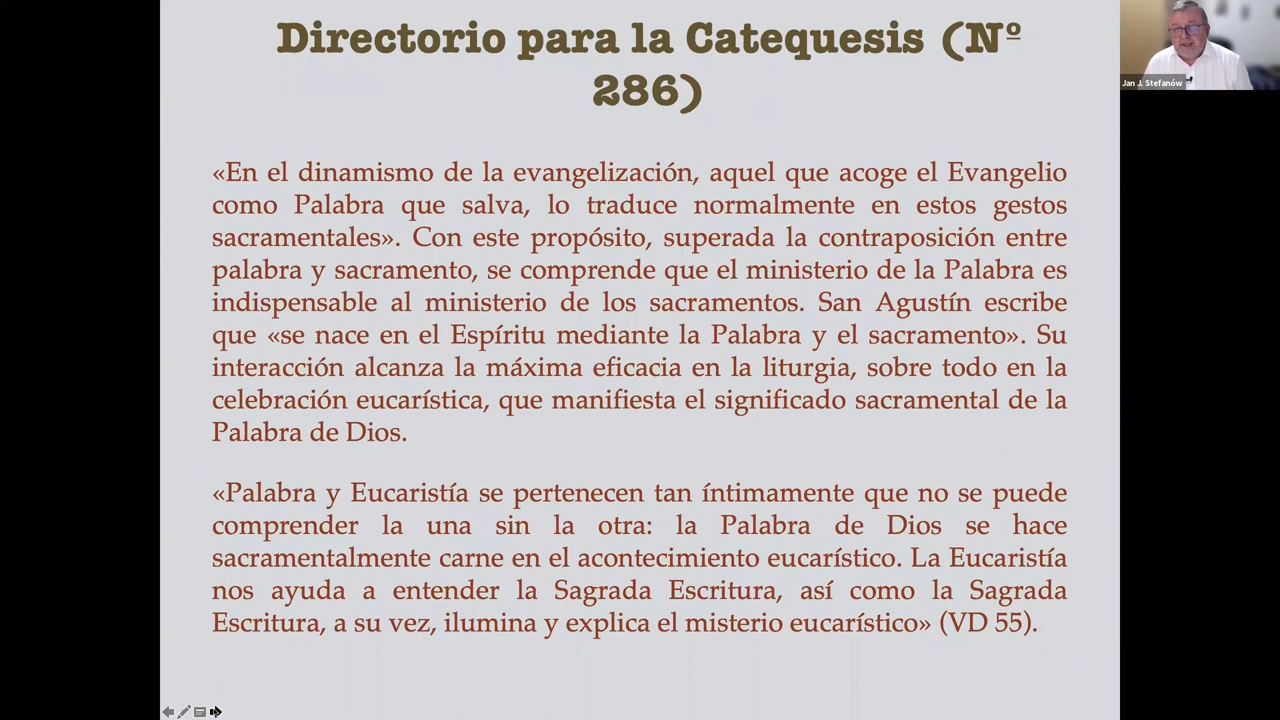 Directorio para la Catequesis (Nº
286)
«En el dinamismo de la evangelización, aquel que acoge el Evangelio
como Palabra que salva, lo traduce normalmente en estos gestos
sacramentales». Con este propósito, superada la contraposición entre
palabra y sacramento, se comprende que el ministerio de la Palabra es
indispensable al ministerio de los sacramentos. San Agustín escribe
que «se nace en el Espíritu mediante la Palabra y el sacramento». Su
interacción alcanza la máxima eficacia en la liturgia, sobre todo en la
celebración eucarística, que manifiesta el significado sacramental de la
Palabra de Dios.
«Palabra y Eucaristía se pertenecen tan íntimamente que no se puede
comprender la una sin la otra: la Palabra de Dios se hace
sacramentalmente carne en el acontecimiento eucarístico. La Eucaristía
nos ayuda a entender la Sagrada Escritura, así como la Sagrada
Escritura, a su vez, ilumina y explica el misterio eucarístico» (VD 55).
Jan J. Stefanów